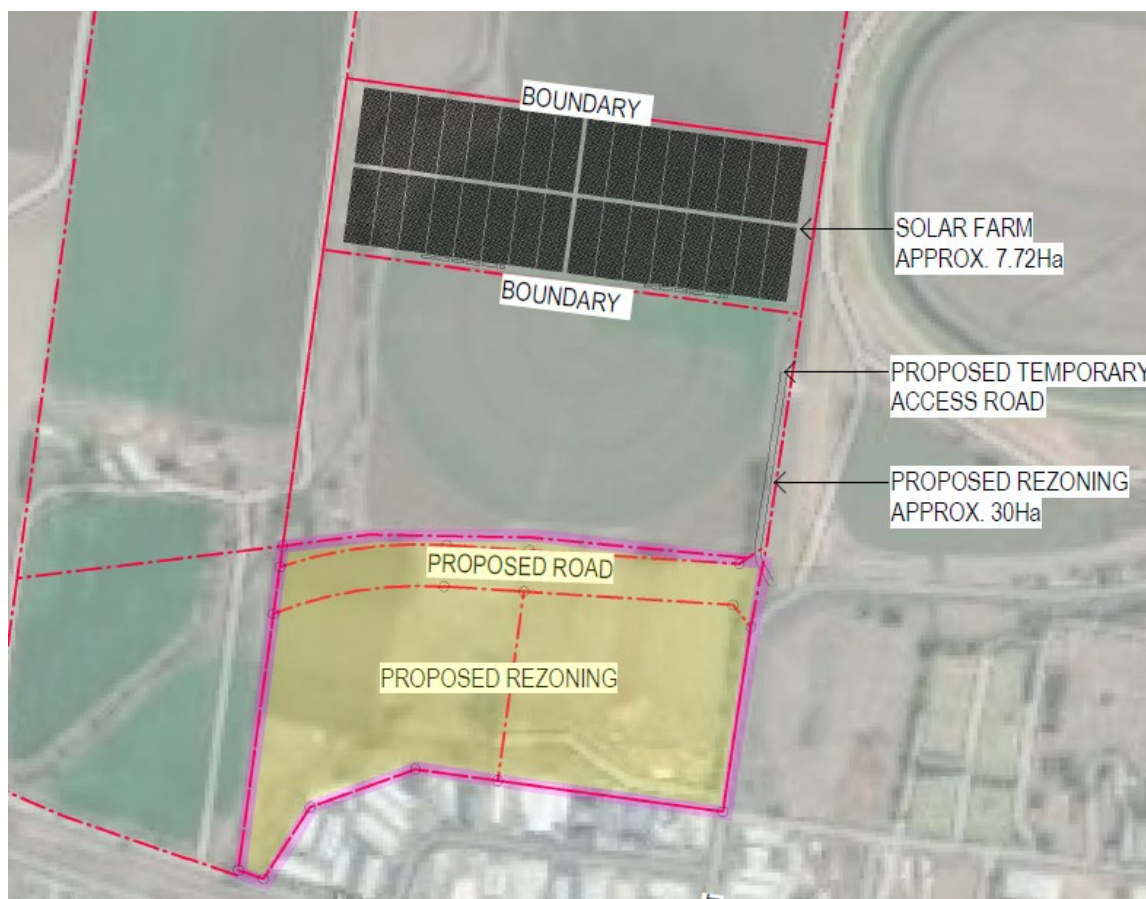 BOUNDARY
SOLAR FARM
APPROX. 7.72Ha
BOUNDARY
PROPOSED TEMPORARY
ACCESS ROAD
PROPOSED REZONING
APPROX. 30Ha
PROPOSED ROAD
PROPOSED REZONING